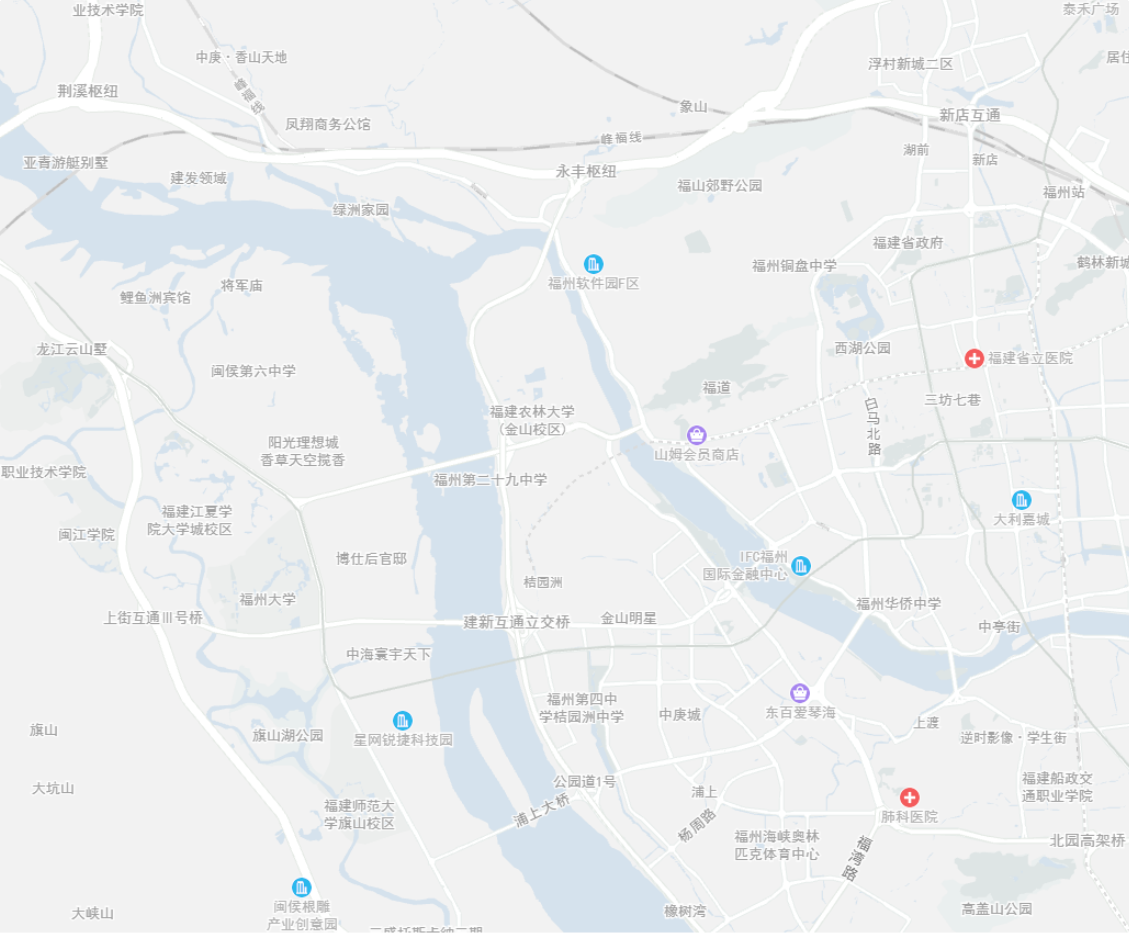 业技术学院
泰禾广场
中庚·香山天地
浮村新城二区
居住
荆溪枢纽
峰福线
象山
新店互通
凤翔商务公馆
峰福线
湖前
新店
亚青游艇别墅
建发领域
永丰枢纽
福山郊野公园
福州站
绿洲家园
福建省政府
福州铜盘中学
鹤林新城
将军庙
福州软件园F区
鲤鱼洲宾馆
龙江云山墅
西湖公园
福建省立医院
闽侯第六中学
福道
三坊七巷
福建农林大学
(金山校区)
白马北路
阳光理想城
香草天空揽香
山姆会员商店
职业技术学院
福州第二十九中学
大利嘉城
福建江夏学
院大学城校区
闽江学院
博仕后官邸
IFC福州
国际金融中心
桔园洲
福州大学
福州华侨中学
上街互通Ⅲ号桥
建新互通立交桥
金山明星
中亭街
中海寰宇天下
福州第四中
学桔园洲中学
中庚城
东百爱琴海
上渡
旗山
旗山湖公园
星网锐捷科技园
逆时影像·学生街
大坑山
公园道1号
浦上
福建船政交
通职业学院
福建师范大
学旗山校区
浦上大桥
杨周路
肺科医院
福州海峡奥林
匹克体育中心
福湾路
北园高架桥
闽侯根雕
产业创意园
大峡山
橡树湾
高盖山公园